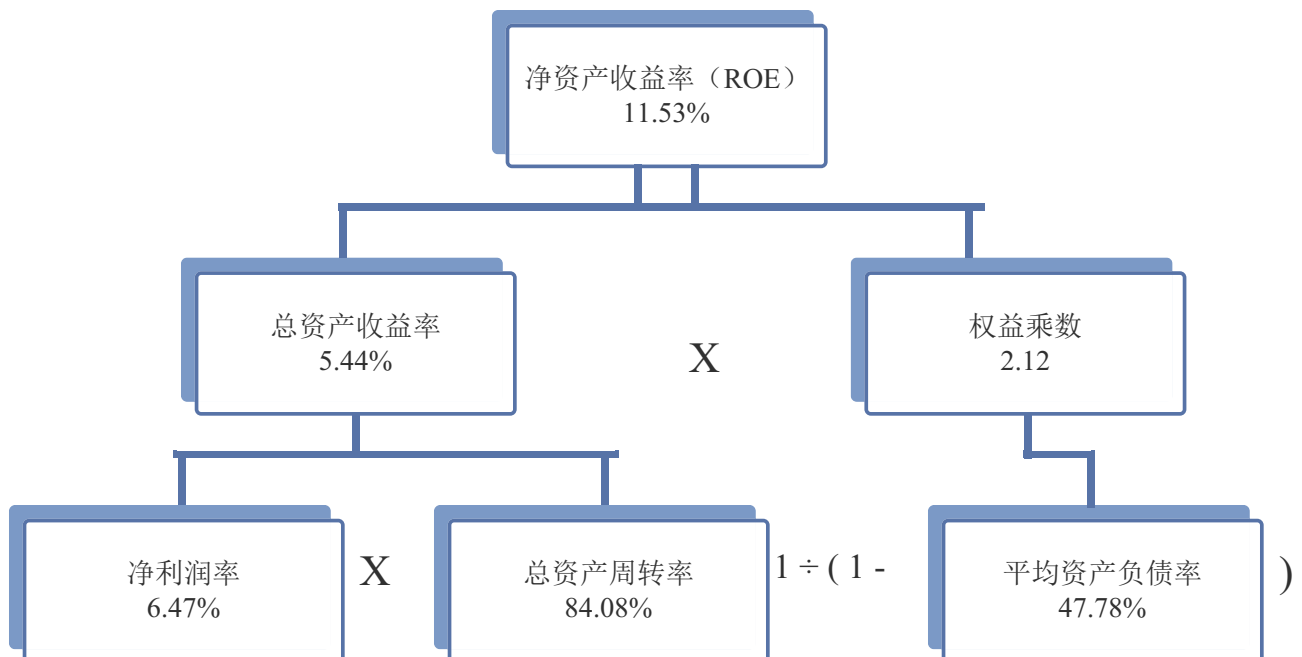 净资产收益率（ROE）
11.53%
总资产收益率
5.44%
X
权益乘数
2.12
净利润率
6.47%
X
总资产周转率
84.08%
1 ÷ ( 1 -
平均资产负债率
47.78%
)